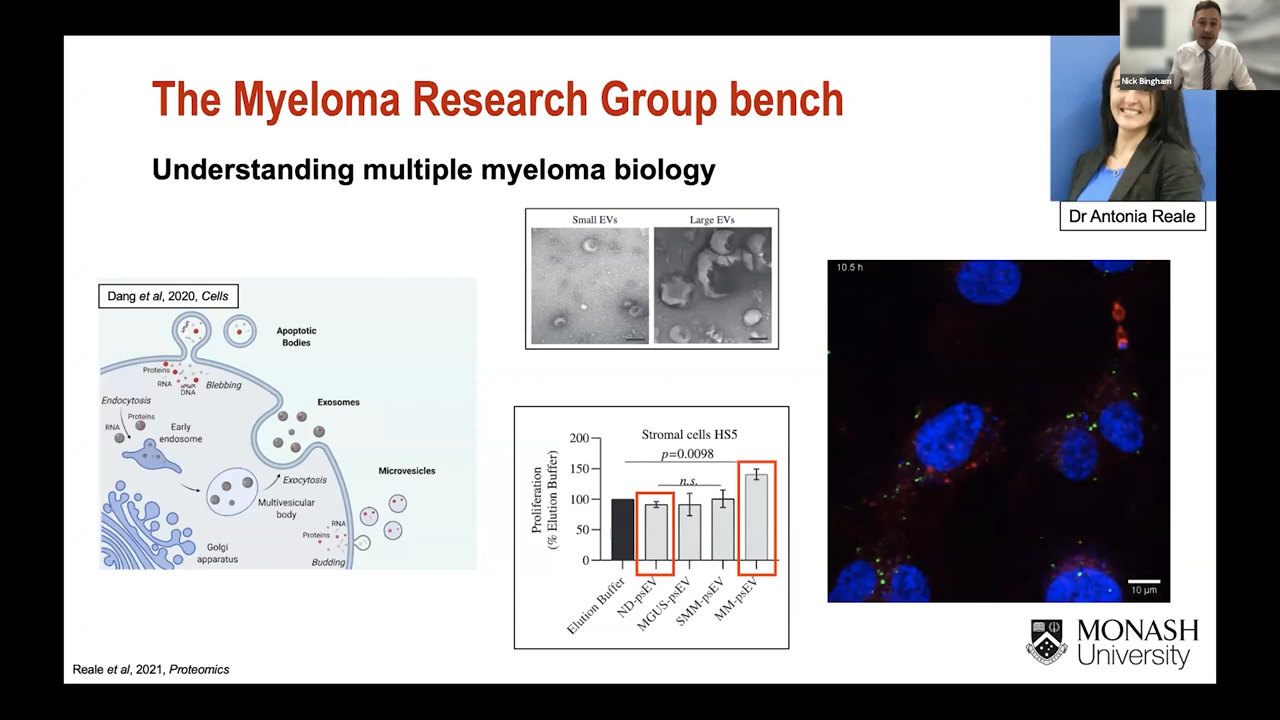 Nick Bingham
The Myeloma Research Group bench
Understanding multiple myeloma biology
Dr Antonia Reale
Dang et al, 2020, Cells
Apoptotic
Bodies
Proteins
RNA
DNA
Blebbing
Endocytosis
RNA
Proteins
Early
endosome
Exosomes
Exocytosis
Multivesicular
body
Microvesicles
Golgi
apparatus
RNA
Proteins
Budding
Small EVs
Large EVs
Stromal cells HS5
p=0.0098
n.s.
Proliferation
(% Elution Buffer)
200
150
100
50
0
Elution Buffer
ND-psEV
MGUS-psEV
SMM-psEV
MM-psEV
10.5 h
10 µm
MONASH
University
Reale et al, 2021, Proteomics